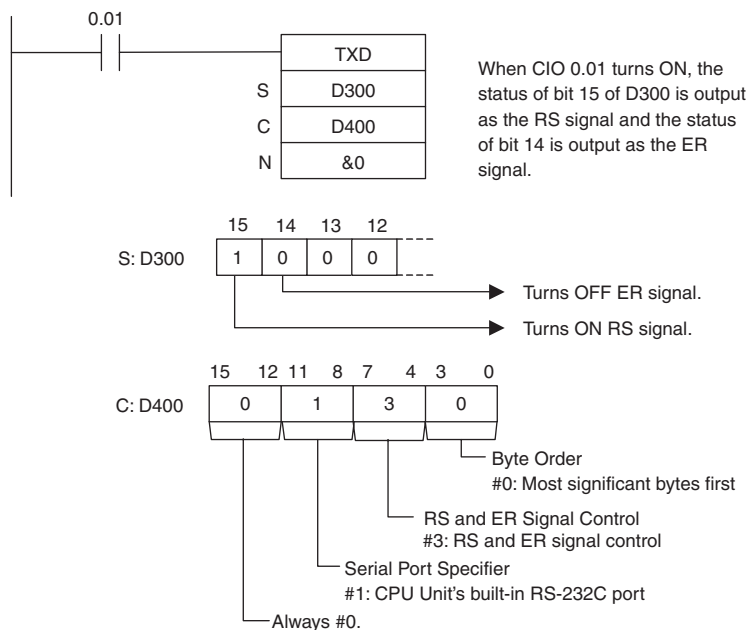 0.01
TXD
S D300
C D400
N &0
When CIO 0.01 turns ON, the
status of bit 15 of D300 is output
as the RS signal and the status
of bit 14 is output as the ER
signal.
15 14 13 12
S: D300 1 0 0 0
Turns OFF ER signal.
Turns ON RS signal.
15 12 11 8 7 4 3 0
C: D400 0 1 3 0
Byte Order
#0: Most significant bytes first
RS and ER Signal Control
#3: RS and ER signal control
Serial Port Specifier
#1: CPU Unit's built-in RS-232C port
Always #0.